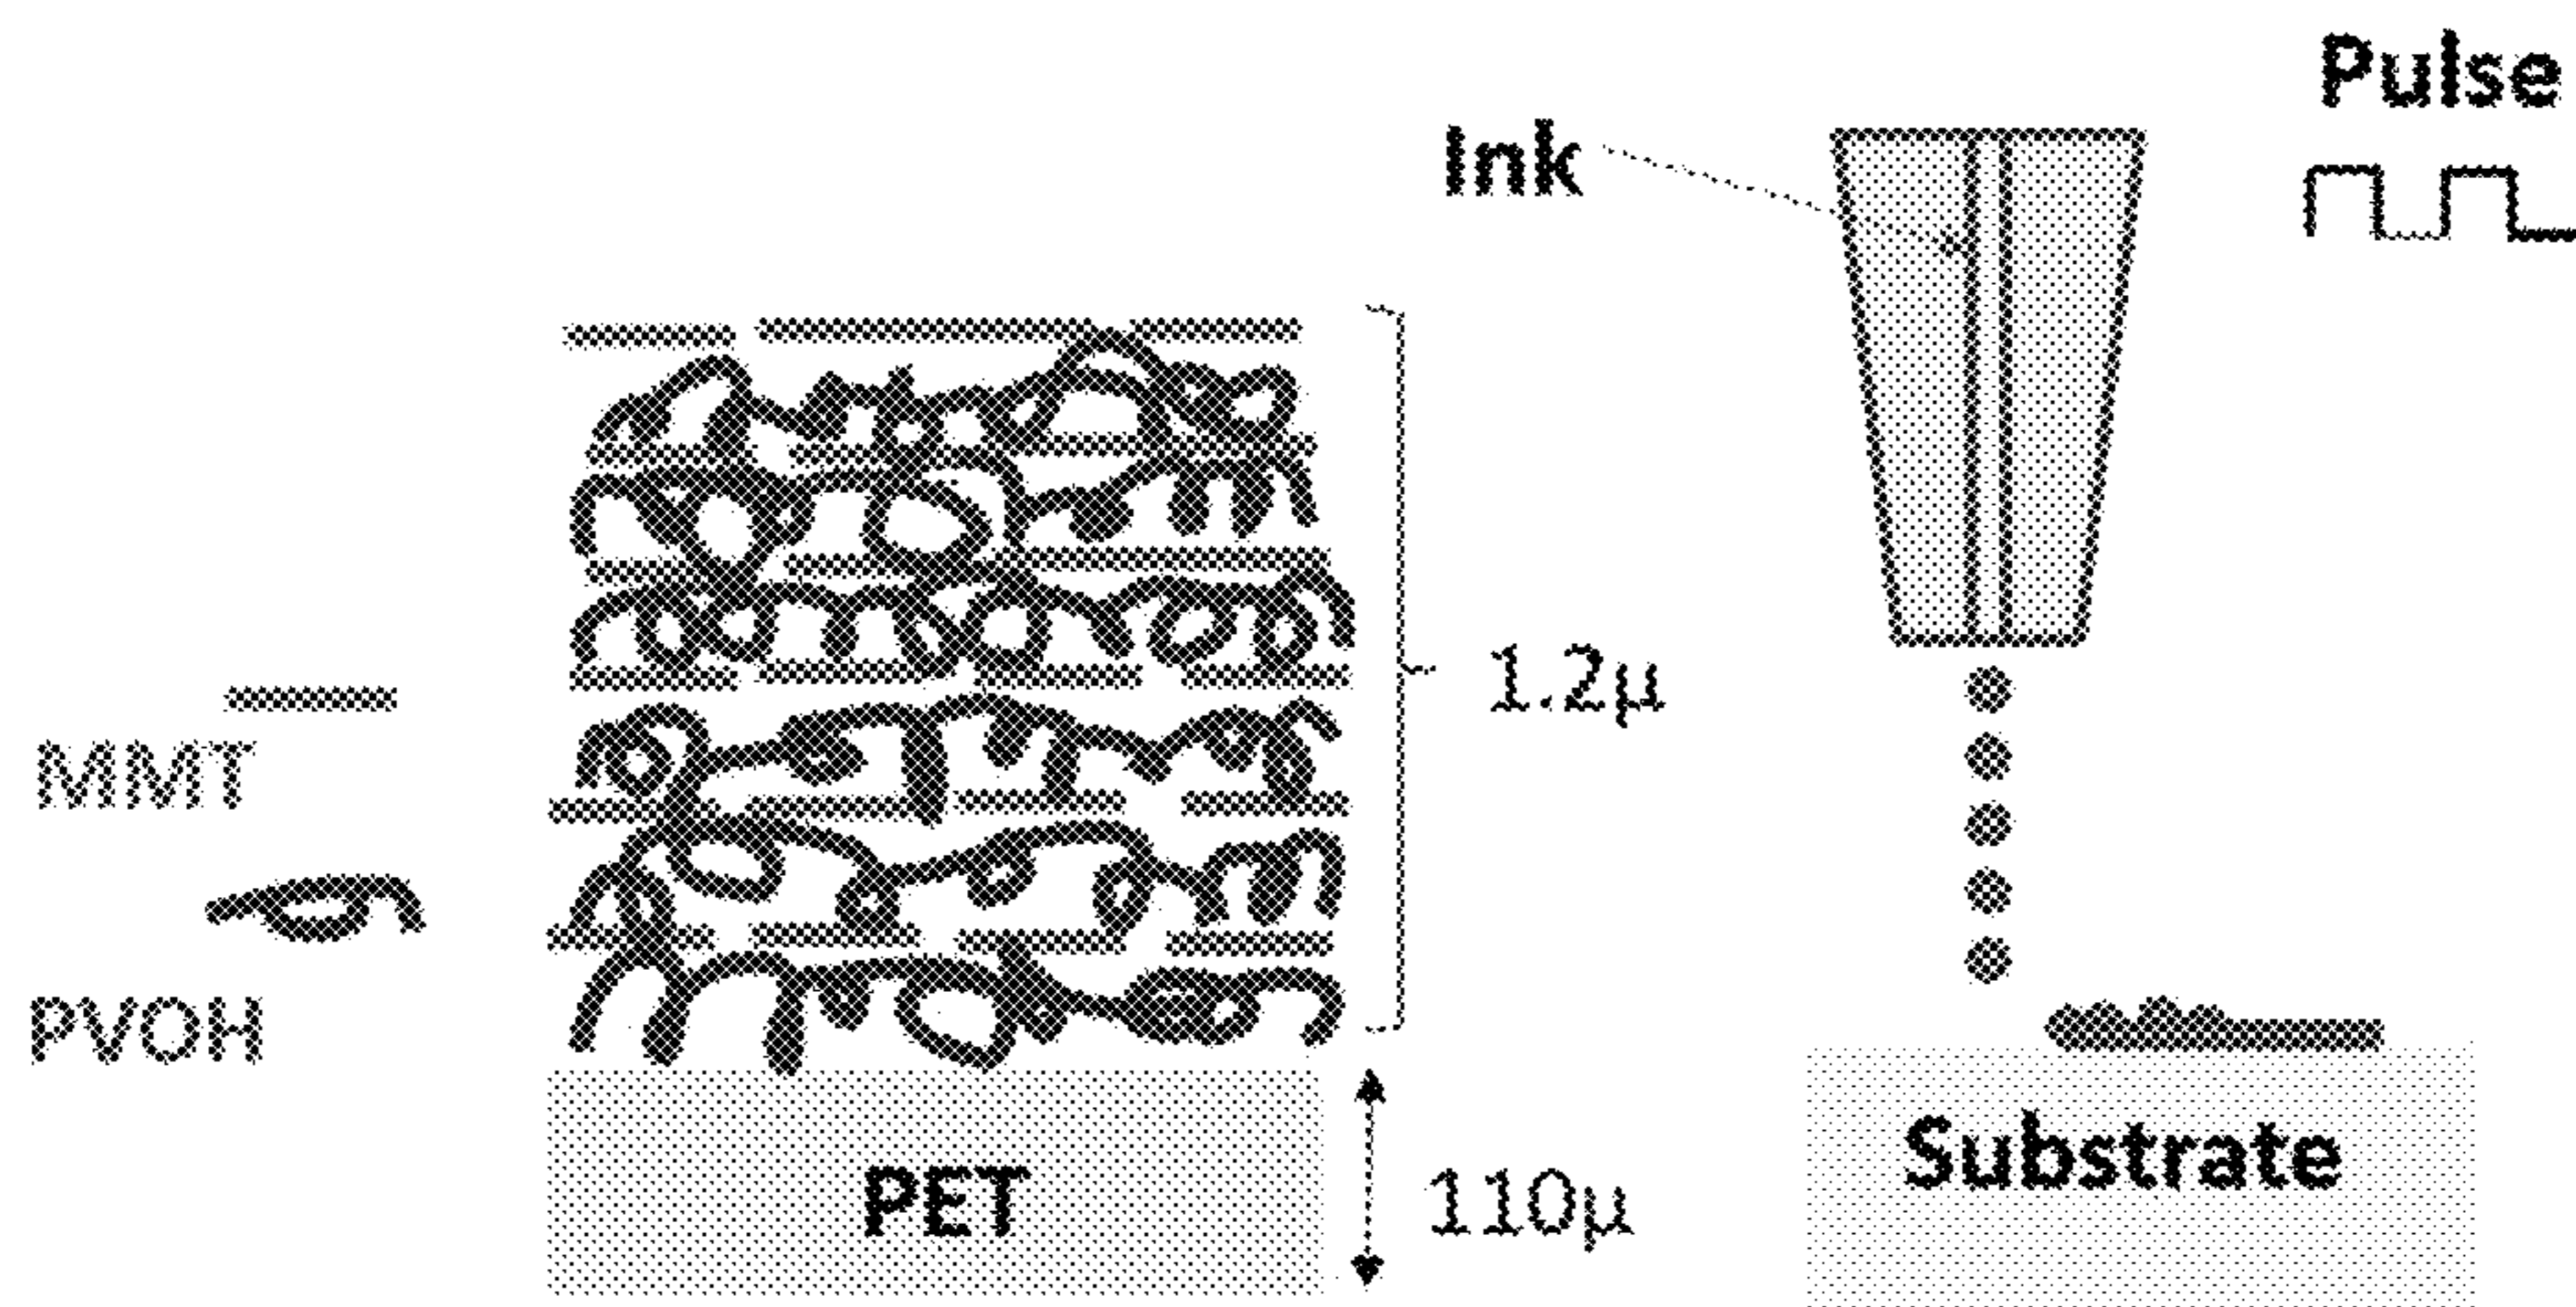 Pulse
Ink
1.2µ
MMT
PVOH
PET
110µ
Substrate